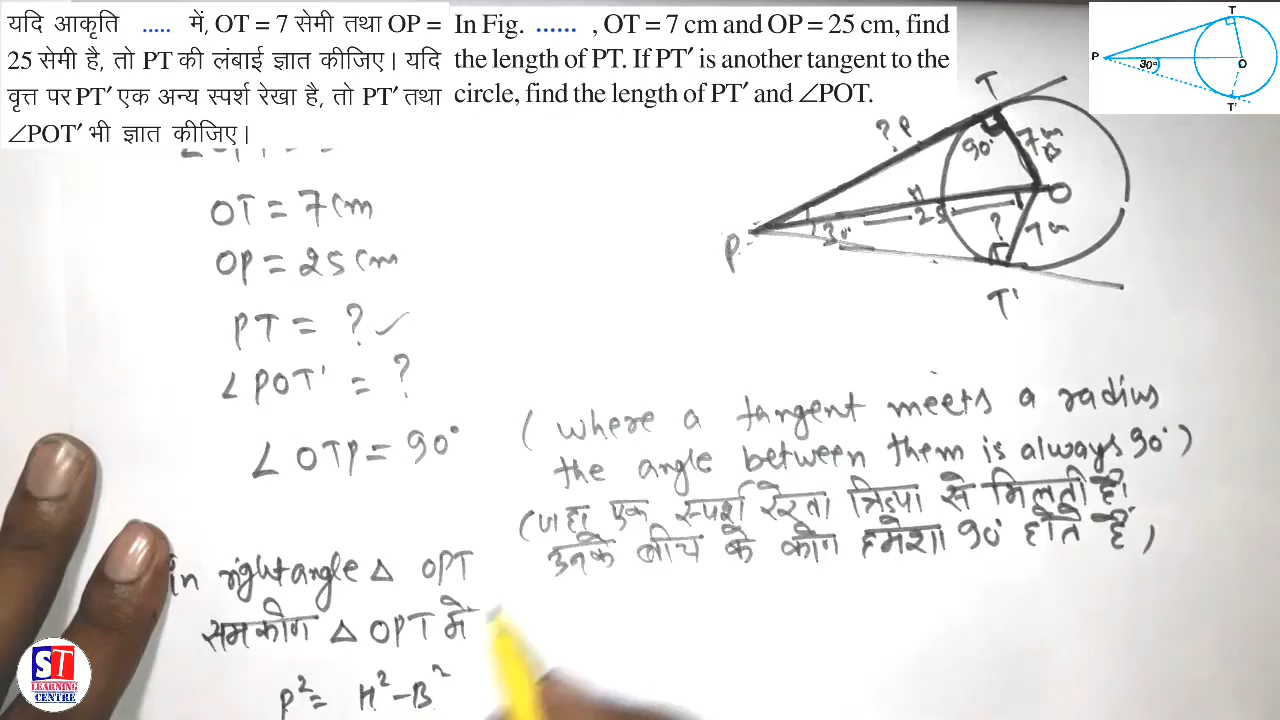 यदि आकृति ..... में, OT = 7 सेमी तथा OP =
25 सेमी है, तो PT की लंबाई ज्ञात कीजिए। यदि
वृत्त पर PT′ एक अन्य स्पर्श रेखा है, तो PT′ तथा
∠POT′ भी ज्ञात कीजिए।
In Fig. ...... , OT = 7 cm and OP = 25 cm, find
the length of PT. If PT′ is another tangent to the
circle, find the length of PT′ and ∠POT.
T
P
30°
O
T'
T
? P
90°
7cm
B
H
O
25
P
30°
?
7cm
T'
OT = 7cm
OP = 25cm
PT = ? ✓
∠POT' = ?
∠OTP = 90°
(where a tangent meets a radius
the angle between them is always 90°)
(जहा एक स्पर्श रेखा त्रिज्या से मिलती है।
उनके बीच के कोण हमेशा 90° होते हैं,
In right angle △ OPT
समकोण △ OPT में
P² = H² – B²
ST
LEARNING
CENTRE